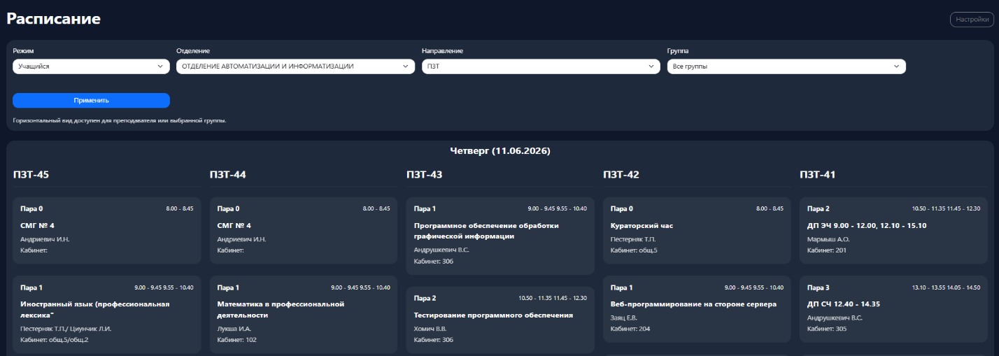 Расписание
Настройки
Режим
Отделение
Направление
Группа
Учащийся
ОТДЕЛЕНИЕ АВТОМАТИЗАЦИИ И ИНФОРМАТИЗАЦИИ
ПЗТ
Все группы
Применить
Горизонтальный вид доступен для преподавателя или выбранной группы.
Четверг (11.06.2026)
ПЗТ-45
Пара 0
8.00 - 8.45
СМГ № 4
Андриевич И.Н.
Кабинет:
Пара 1
9.00 - 9.45 9.55 - 10.40
Иностранный язык (профессиональная
лексика"
Пестерняк Т.П./ Циунчик Л.И.
Кабинет: общ.5/общ.2
ПЗТ-44
Пара 0
8.00 - 8.45
СМГ № 4
Андриевич И.Н.
Кабинет:
Пара 1
9.00 - 9.45 9.55 - 10.40
Математика в профессиональной
деятельности
Лукша И.А.
Кабинет: 102
ПЗТ-43
Пара 1
9.00 - 9.45 9.55 - 10.40
Программное обеспечение обработки
графической информации
Андрушкевич В.С.
Кабинет: 306
Пара 2
10.50 - 11.35 11.45 - 12.30
Тестирование программного обеспечения
Хомич В.В.
Кабинет: 306
ПЗТ-42
Пара 0
8.00 - 8.45
Кураторский час
Пестерняк Т.П.
Кабинет: общ.5
Пара 1
9.00 - 9.45 9.55 - 10.40
Веб-программирование на стороне сервера
Заяц Е.В.
Кабинет: 204
ПЗТ-41
Пара 2
10.50 - 11.35 11.45 - 12.30
ДП ЭЧ 9.00 - 12.00, 12.10 - 15.10
Мармыш А.О.
Кабинет: 201
Пара 3
13.10 - 13.55 14.05 - 14.50
ДП СЧ 12.40 - 14.35
Андрушкевич В.С.
Кабинет: 305